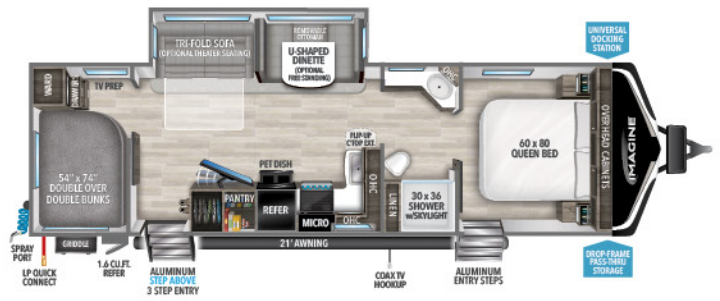 UNIVERSAL
DOCKING
STATION
TRI-FOLD SOFA
(OPTIONAL THEATER SEATING)
REMOVABLE
OTTOMAN
U-SHAPED
DINETTE
(OPTIONAL
FREE STANDING)
WARD
DRAWERS
TV PREP
OHC
OVERHEAD CABINETS
IMAGINE
60 x 80
QUEEN BED
54" x 74"
DOUBLE OVER
DOUBLE BUNKS
FLIP-UP
C'TOP EXT.
PET DISH
PANTRY
REFER
MICRO
OHC
OHC
LINEN
30 x 36
SHOWER
w/SKYLIGHT
21' AWNING
SPRAY
PORT
LP QUICK
CONNECT
GRIDDLE
1.6 CU.FT.
REFER
ALUMINUM
STEP ABOVE
3 STEP ENTRY
COAX TV
HOOKUP
ALUMINUM
ENTRY STEPS
DROP-FRAME
PASS-THRU
STORAGE